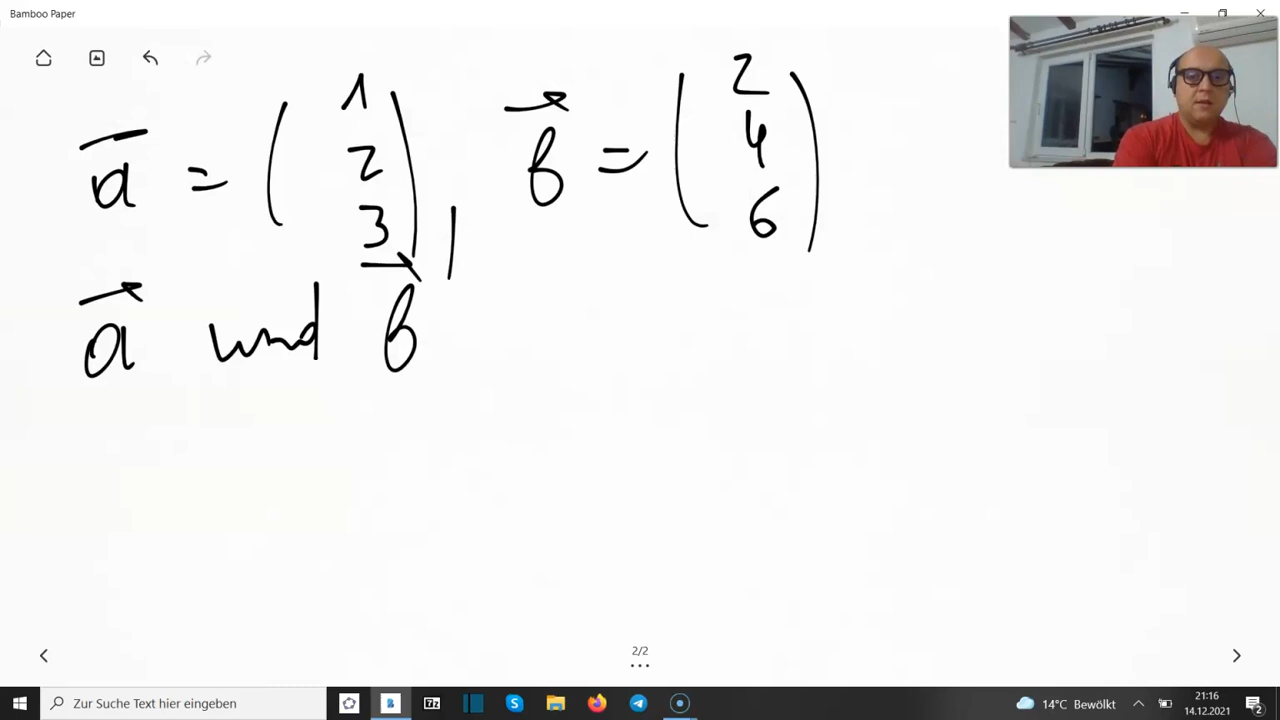 Bamboo Paper
a⃗ = (1 2 3), b⃗ = (2 4 6)
a⃗ und b⃗
2/2
Zur Suche Text hier eingeben
14°C Bewölkt
21:16
14.12.2021
2